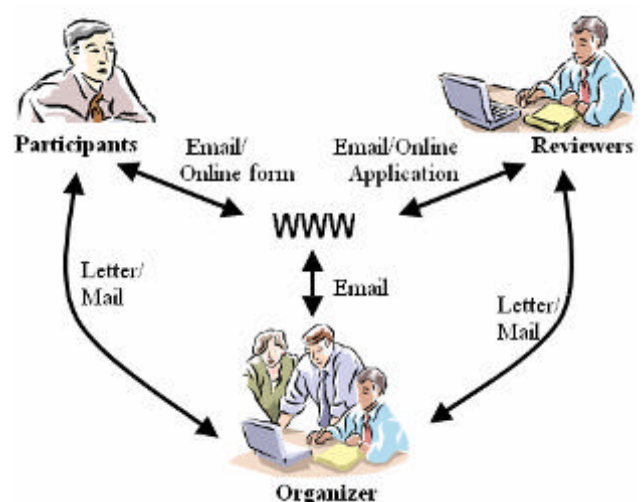 Participants
Reviewers
Email/
Online form
Email/Online
Application
WWW
Letter/
Mail
Email
Letter/
Mail
Organizer